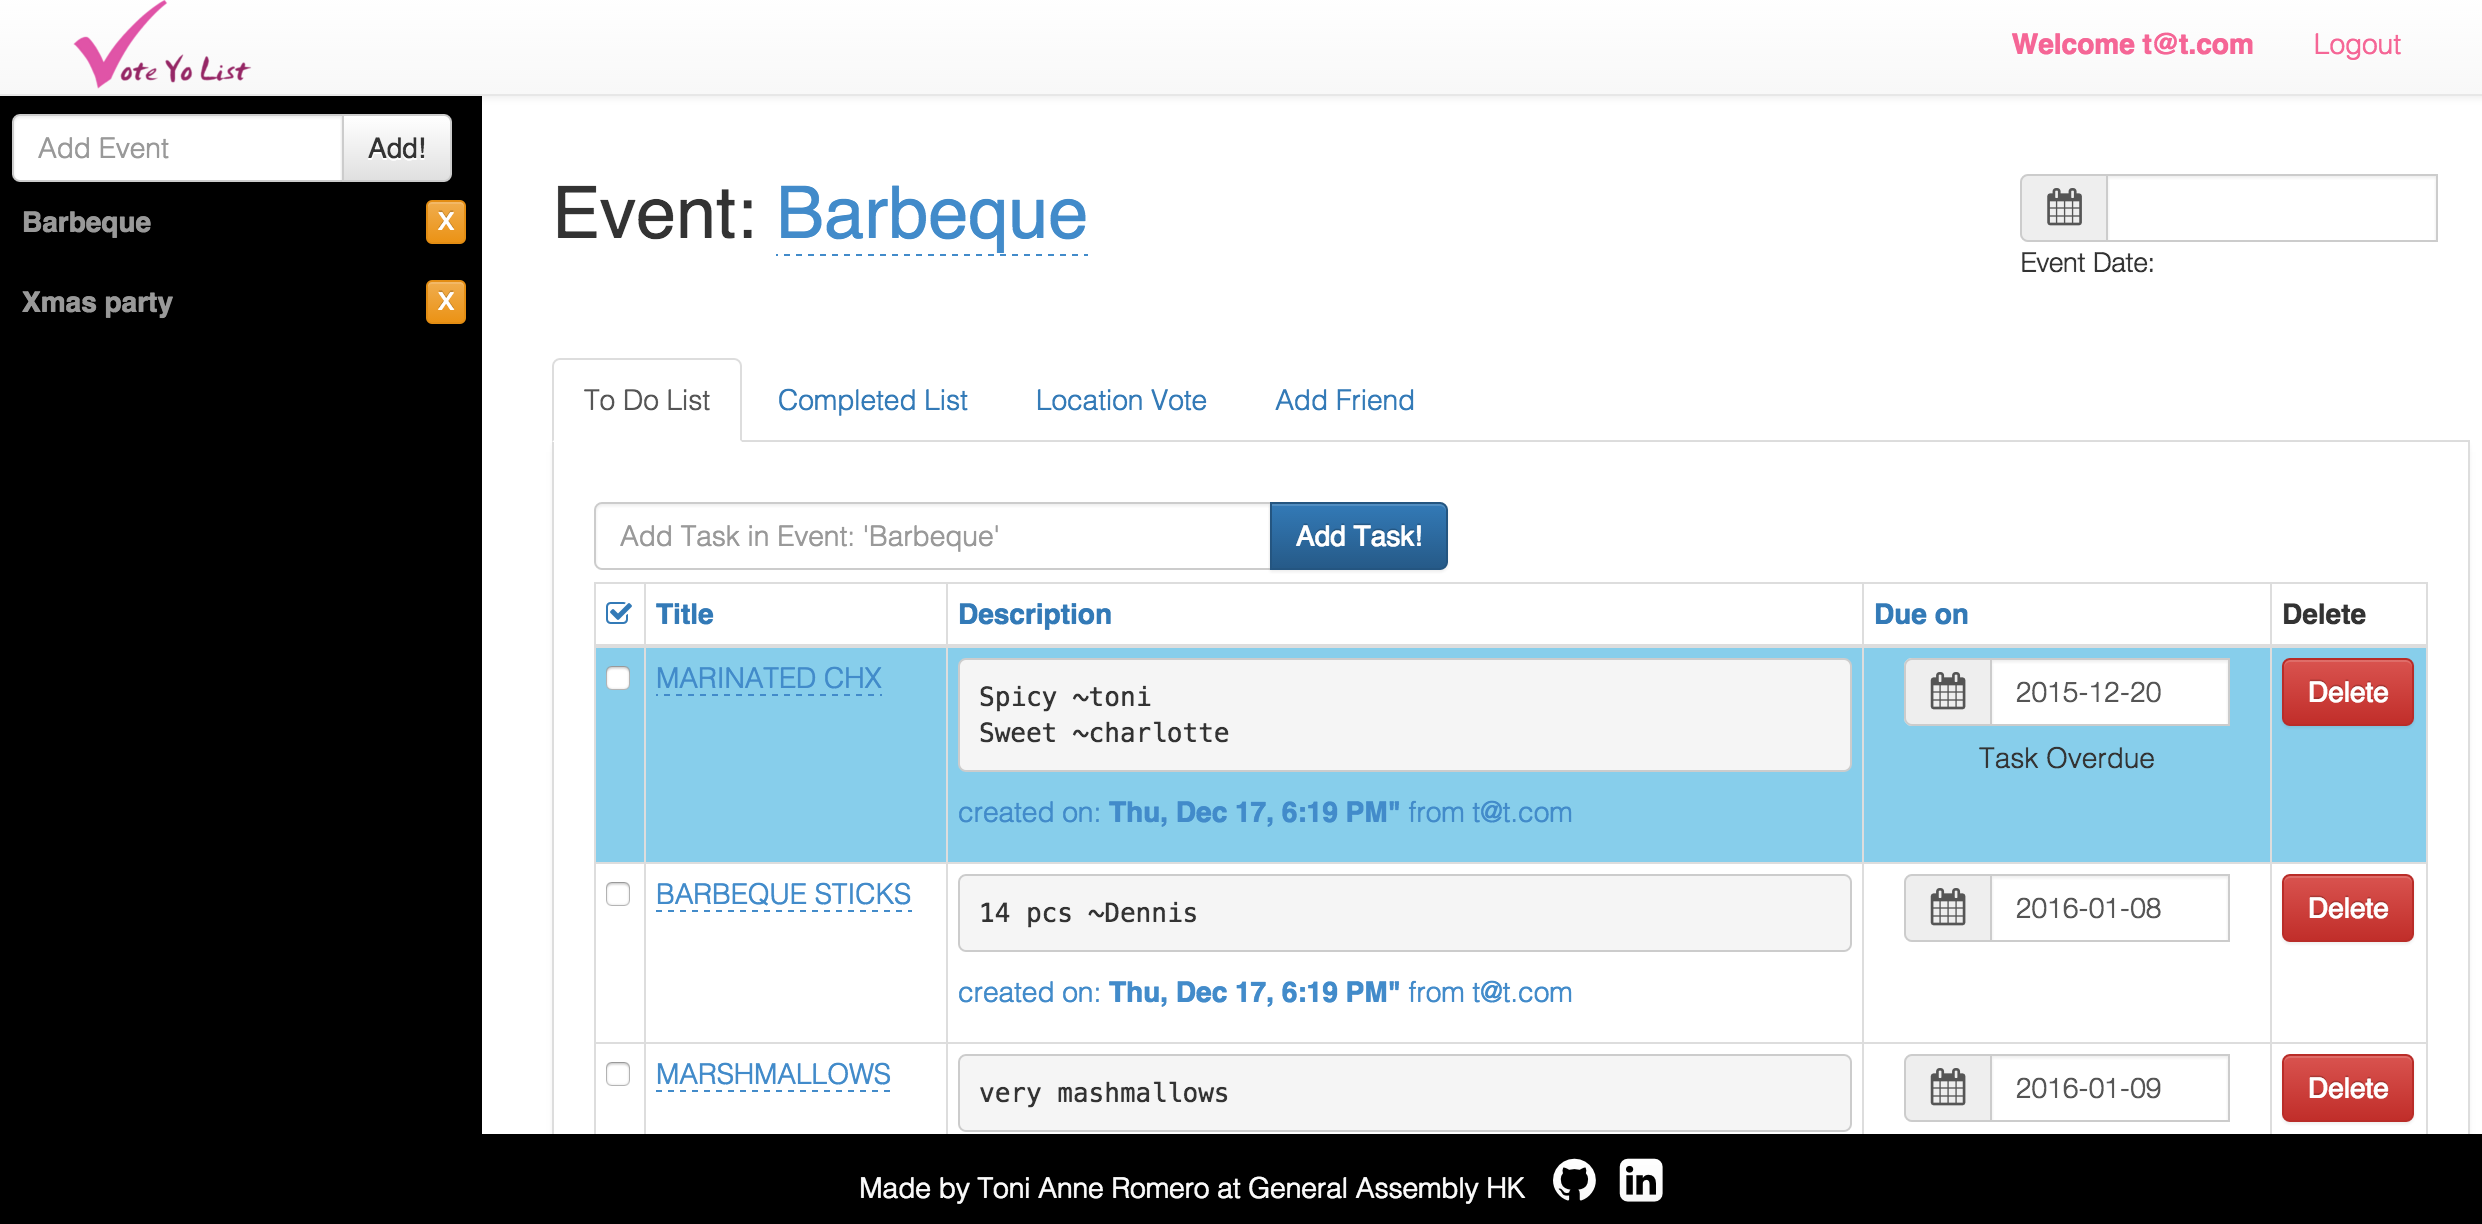 Vote Yo List
Welcome t@t.com Logout
Add Event Add!
Barbeque X
Xmas party X
Event: Barbeque
Event Date:
To Do List Completed List Location Vote Add Friend
Add Task in Event: 'Barbeque' Add Task!
Title Description Due on Delete
MARINATED CHX
Spicy ~toni
Sweet ~charlotte
created on: Thu, Dec 17, 6:19 PM" from t@t.com
2015-12-20
Task Overdue
Delete
BARBEQUE STICKS
14 pcs ~Dennis
created on: Thu, Dec 17, 6:19 PM" from t@t.com
2016-01-08
Delete
MARSHMALLOWS
very mashmallows
2016-01-09
Delete
Made by Toni Anne Romero at General Assembly HK in